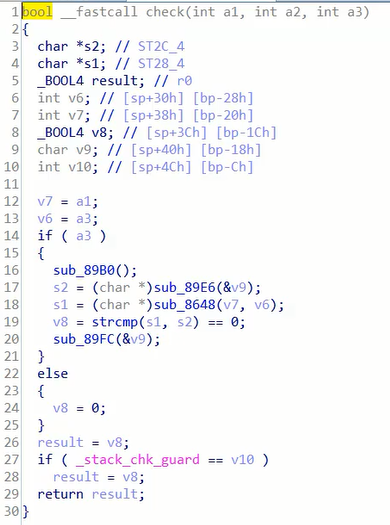 1 bool __fastcall check(int a1, int a2, int a3)
2 {
3 char *s2; // ST2C_4
4 char *s1; // ST28_4
5 _BOOL4 result; // r0
6 int v6; // [sp+30h] [bp-28h]
7 int v7; // [sp+38h] [bp-20h]
8 _BOOL4 v8; // [sp+3Ch] [bp-1Ch]
9 char v9; // [sp+40h] [bp-18h]
10 int v10; // [sp+4Ch] [bp-Ch]
11
12 v7 = a1;
13 v6 = a3;
14 if ( a3 )
15 {
16 sub_89B0();
17 s2 = (char *)sub_89E6(&v9);
18 s1 = (char *)sub_8648(v7, v6);
19 v8 = strcmp(s1, s2) == 0;
20 sub_89FC(&v9);
21 }
22 else
23 {
24 v8 = 0;
25 }
26 result = v8;
27 if ( _stack_chk_guard == v10 )
28 result = v8;
29 return result;
30 }